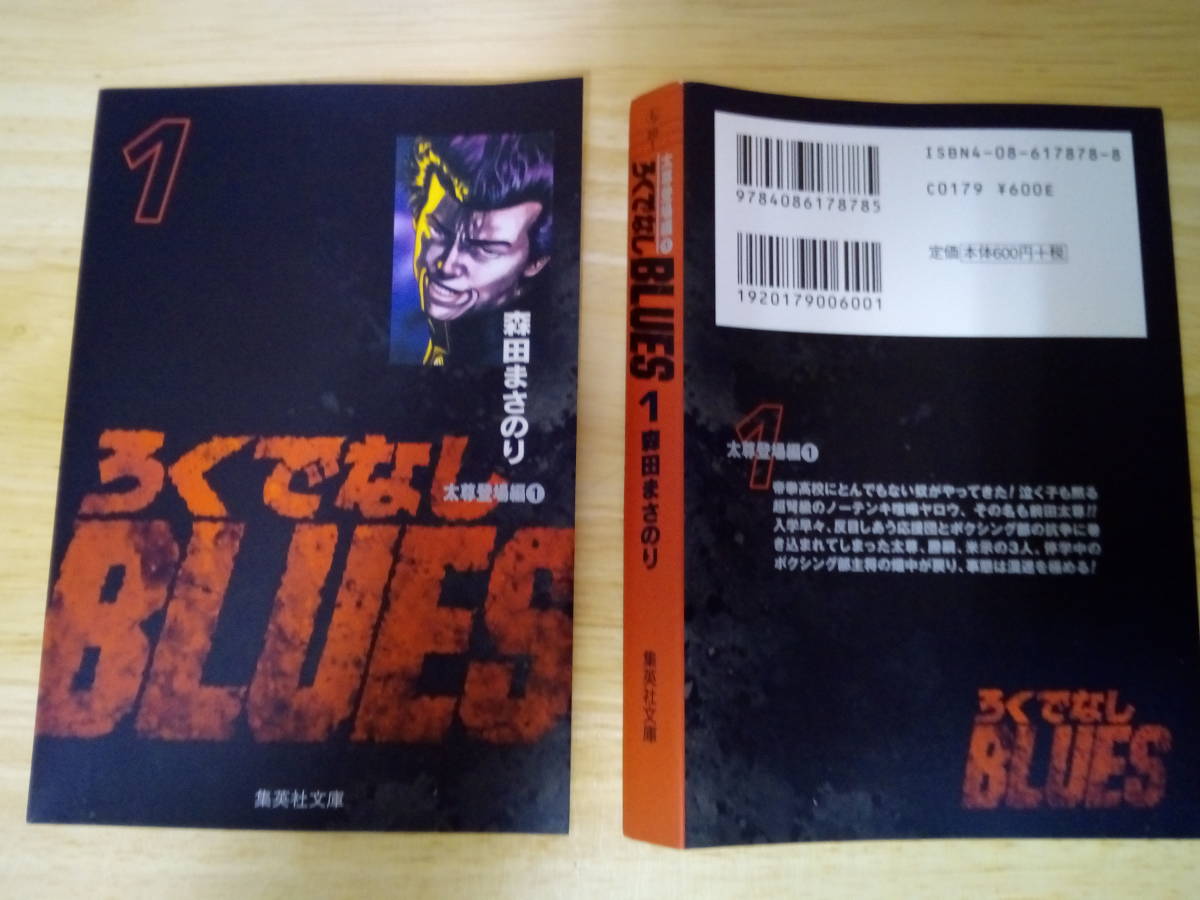 1
森田まさのり
ろくでなし
太尊登場編❶
BLUES
集英社文庫
ろくでなしBLUES 1 森田まさのり 集英社文庫
9784086178785
ISBN4-08-617878-8
C0179 ¥600E
1920179006001
定価 本体600円+税
1
太尊登場編❶
帝拳高校にとんでもない奴がやってきた!泣く子も黙る
超弩級のノーテンキ喧嘩ヤロウ、その名も前田太尊!!
入学早々、反目しあう応援団とボクシング部の抗争に巻
き込まれてしまった太尊、勝嗣、米示の3人。停学中の
ボクシング部主将の畑中が戻り、事態は混迷を極める!
ろくでなし
BLUES